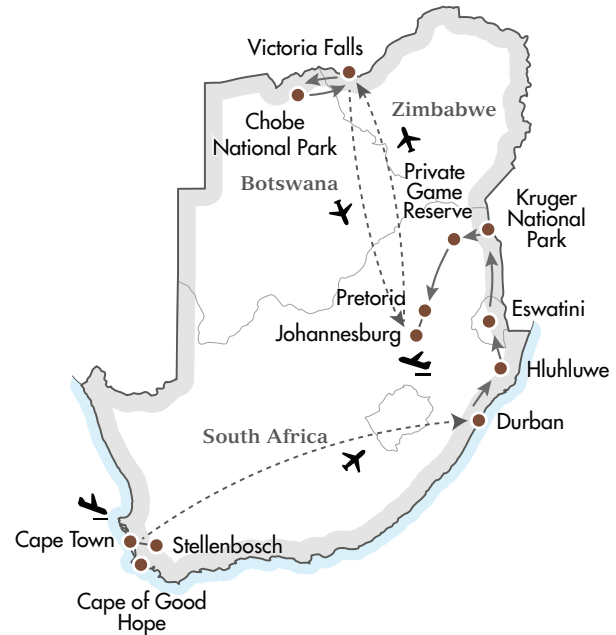 Victoria Falls
Zimbabwe
Chobe
National Park
Private
Game
Reserve
Botswana
Kruger
National
Park
Pretoria
Eswatini
Johannesburg
Hluhluwe
Durban
South Africa
Cape Town
Stellenbosch
Cape of Good
Hope